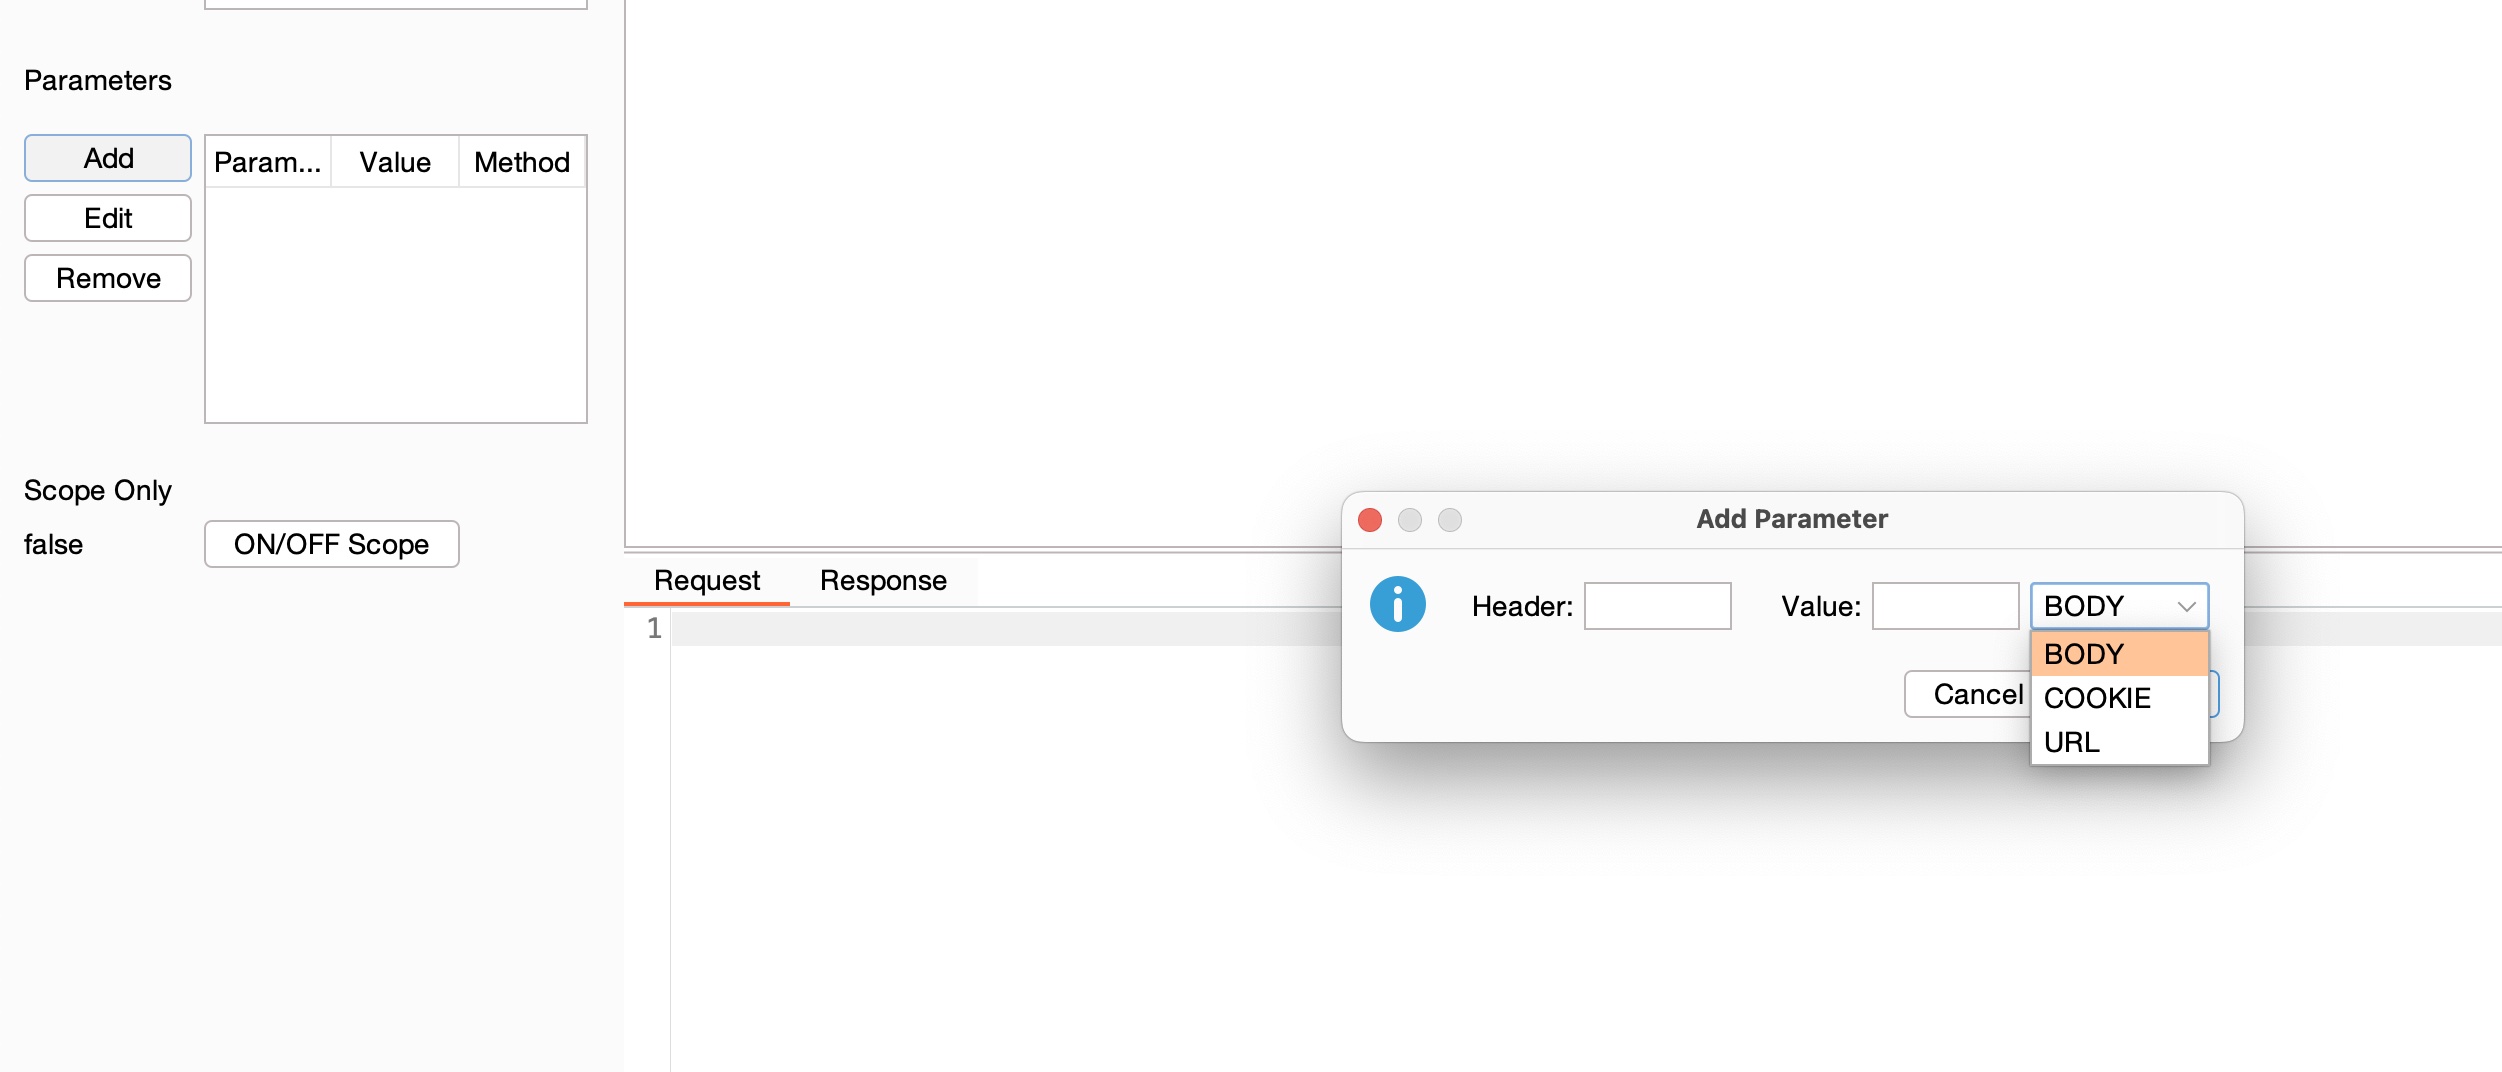 Parameters
Add
Param... Value Method
Edit
Remove
Scope Only
false ON/OFF Scope
Request Response
1
Add Parameter
Header: Value: BODY
BODY
Cancel
COOKIE
URL